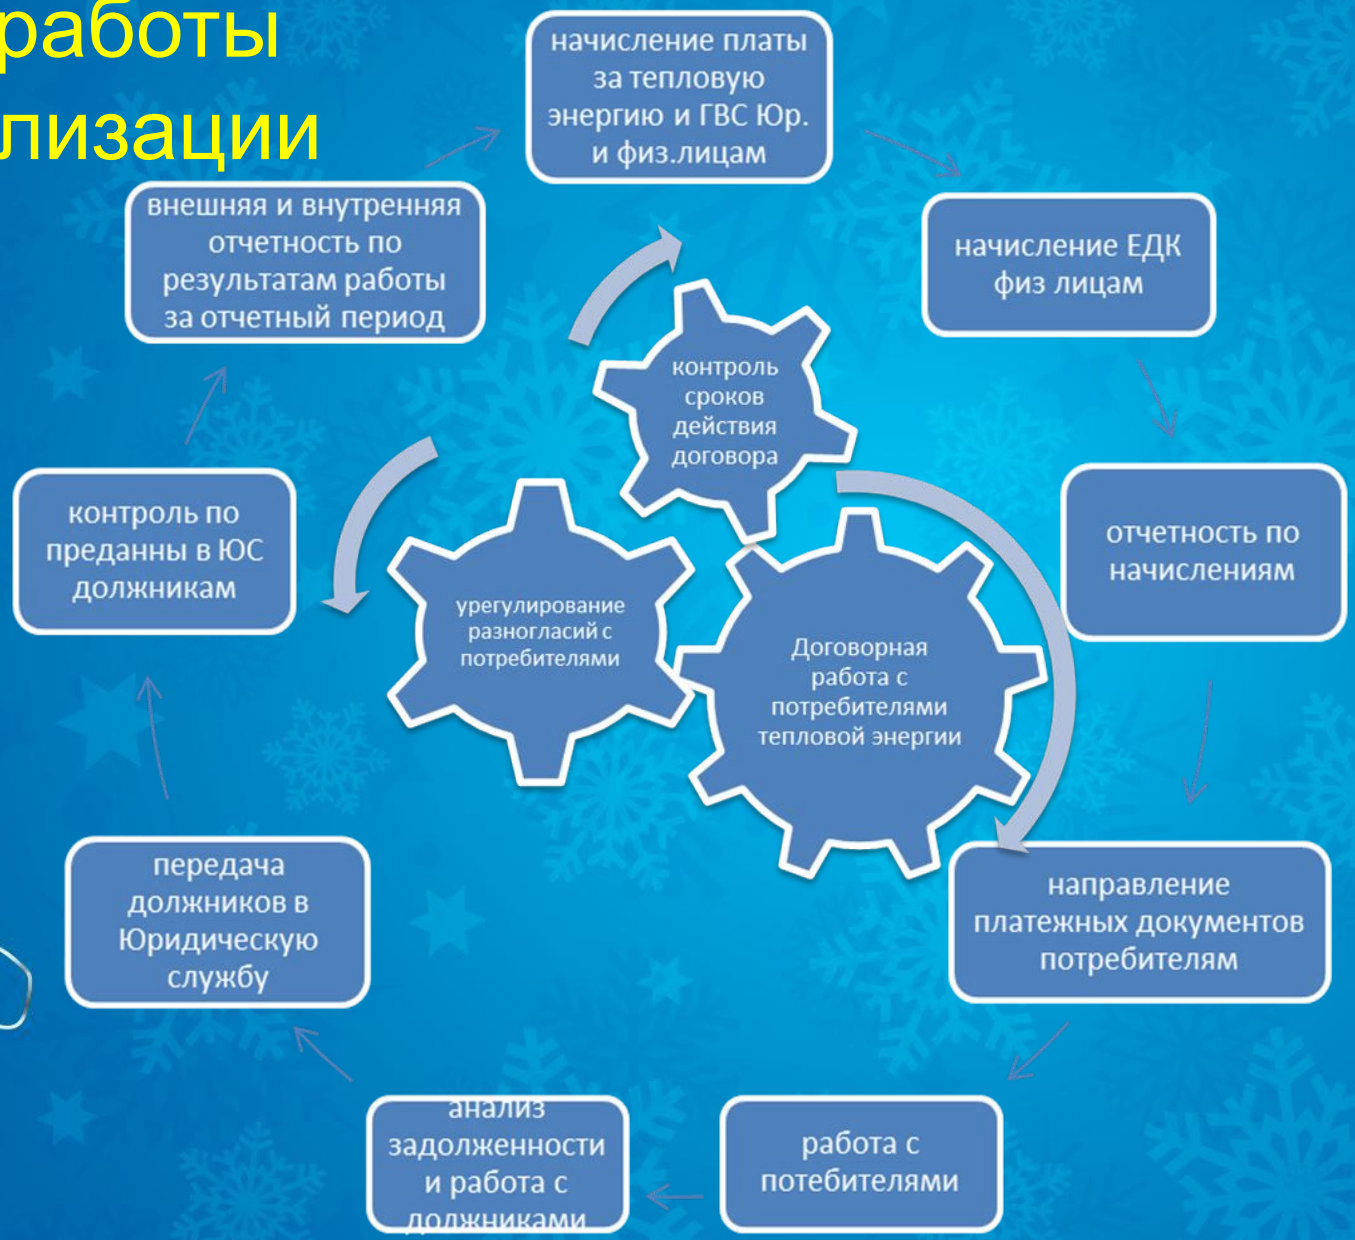 работы
лизации
начисление платы
за тепловую
энергию и ГВС Юр.
и физ.лицам
начисление ЕДК
физ лицам
отчетность по
начислениям
направление
платежных документов
потребителям
работа с
потебителями
анализ
задолженности
и работа с
должниками
передача
должников в
Юридическую
службу
контроль по
преданны в ЮС
должникам
внешняя и внутренняя
отчетность по
результатам работы
за отчетный период
контроль
сроков
действия
договора
урегулирование
разногласий с
потребителями
Договорная
работа с
потребителями
тепловой энергии